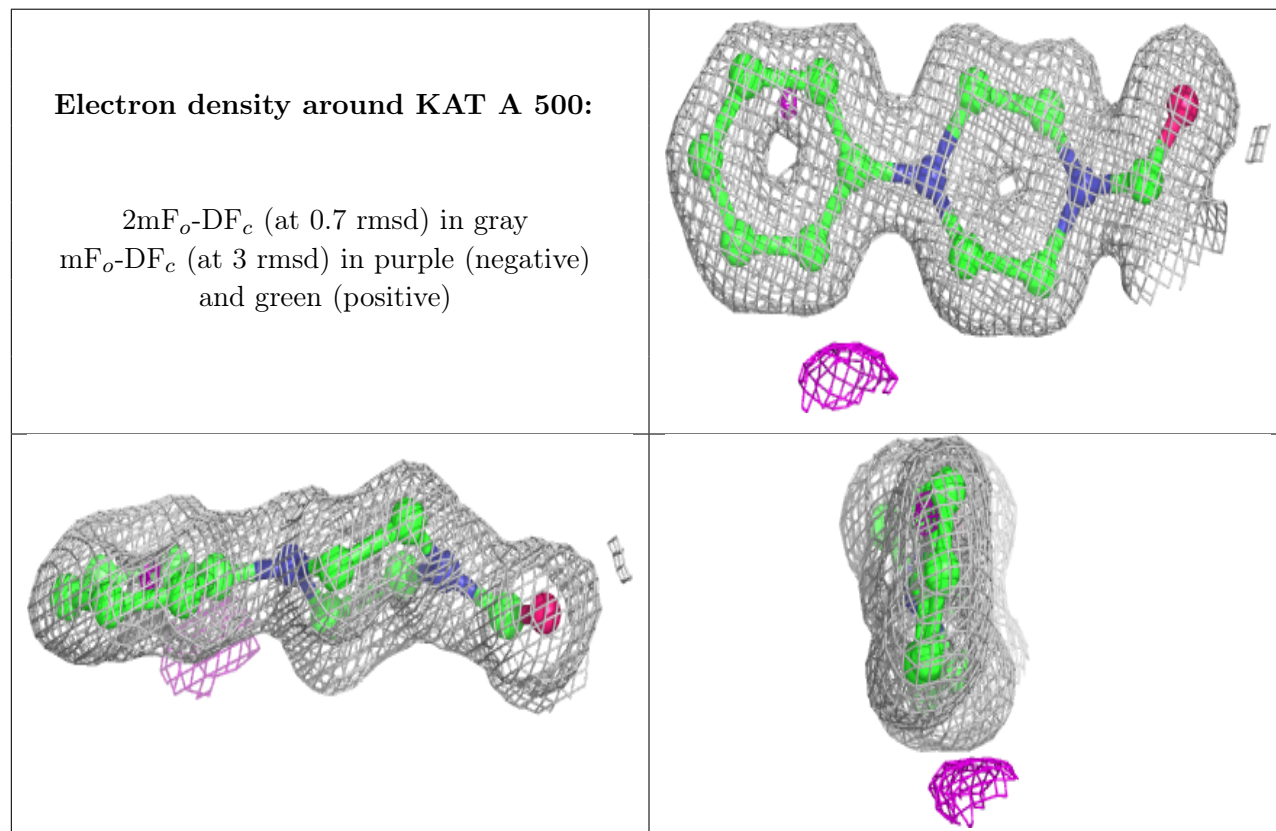 Electron density around KAT A 500:
2mFo-DFc (at 0.7 rmsd) in gray
mFo-DFc (at 3 rmsd) in purple (negative)
and green (positive)